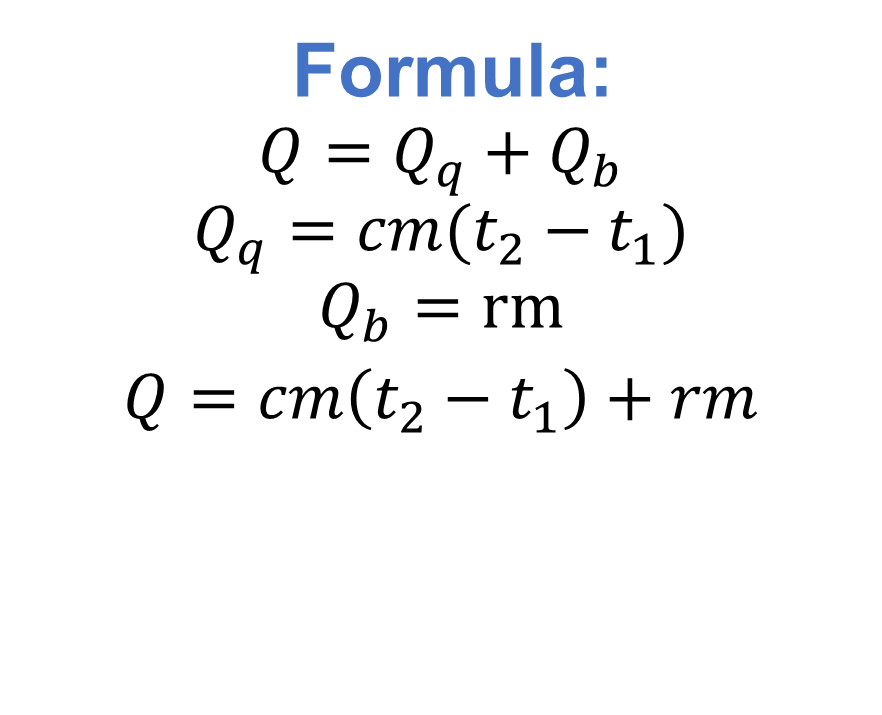 Formula:
Q = Q_q + Q_b
Q_q = cm(t_2 − t_1)
Q_b = rm
Q = cm(t_2 − t_1) + rm